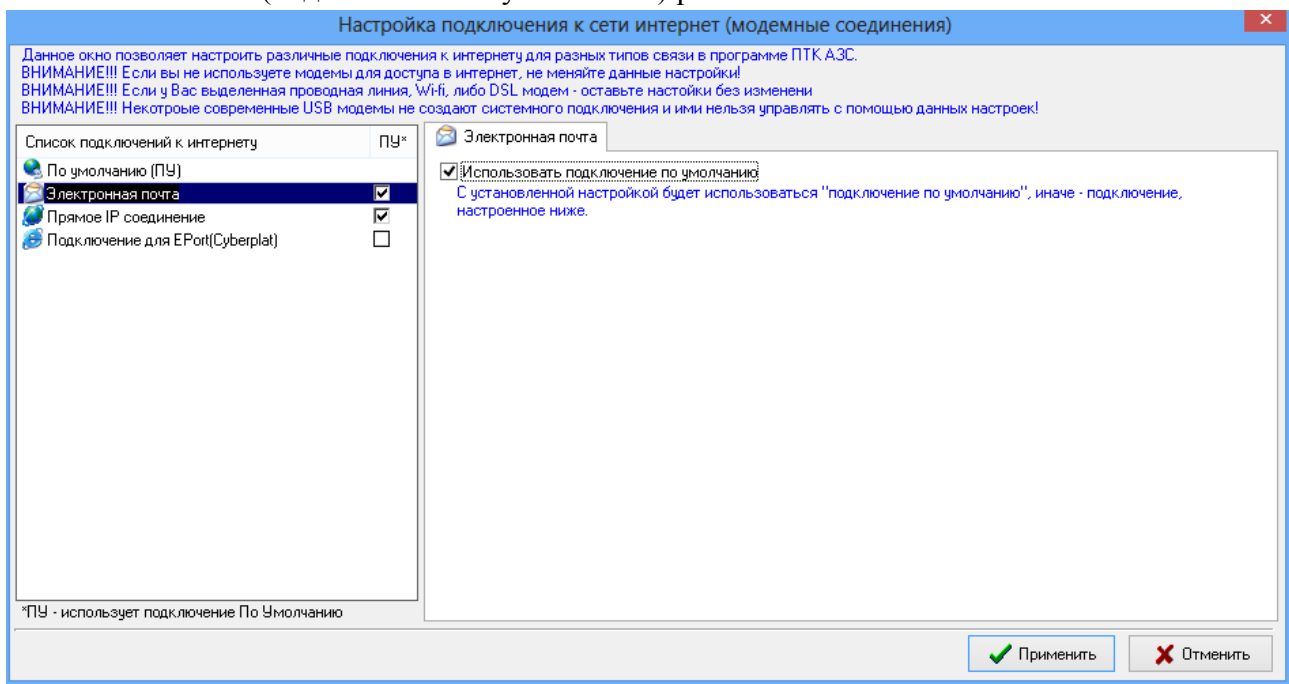 Настройка подключения к сети интернет (модемные соединения)
Данное окно позволяет настроить различные подключения к интернету для разных типов связи в программе ПТК АЗС.
ВНИМАНИЕ!!! Если вы не используете модемы для доступа в интернет, не меняйте данные настройки!
ВНИМАНИЕ!!! Если у Вас выделенная проводная линия, Wi-fi, либо DSL модем - оставьте настойки без изменени
ВНИМАНИЕ!!! Некотроые современные USB модемы не создают системного подключения и ими нельзя управлять с помощью данных настроек!
Список подключений к интернету ПУ*
По умолчанию (ПУ)
Электронная почта
Прямое IP соединение
Подключение для EPort(Cyberplat)
*ПУ - использует подключение По Умолчанию
Электронная почта
Использовать подключение по умолчанию
С установленной настройкой будет использоваться "подключение по умолчанию", иначе - подключение,
настроенное ниже.
Применить Отменить